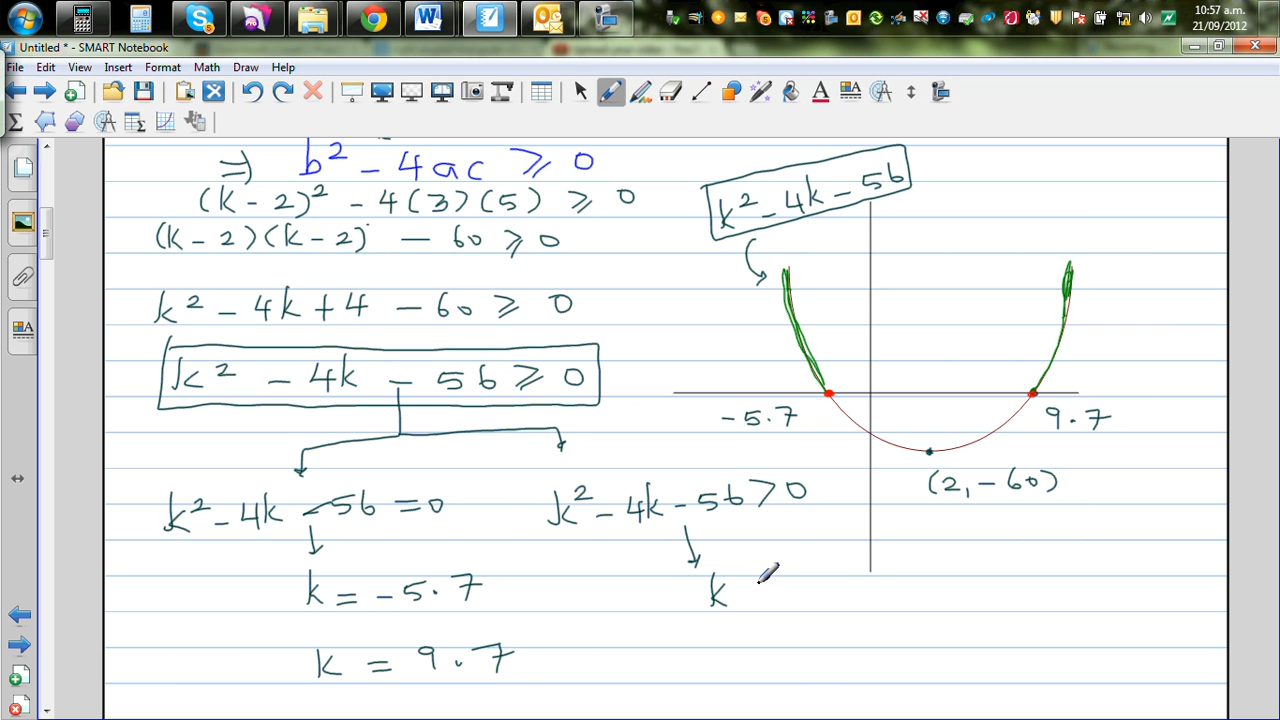 10:57 a.m.
21/09/2012
Untitled * - SMART Notebook
File Edit View Insert Format Math Draw Help
⇒ b² - 4ac ≥ 0
(k - 2)² - 4(3)(5) ≥ 0
(k - 2)(k - 2) - 60 ≥ 0
k² - 4k + 4 - 60 ≥ 0
k² - 4k - 56 ≥ 0
k² - 4k - 56 = 0
k = -5.7
k = 9.7
k² - 4k - 56 > 0
k
k² - 4k - 56
-5.7
9.7
(2, -60)